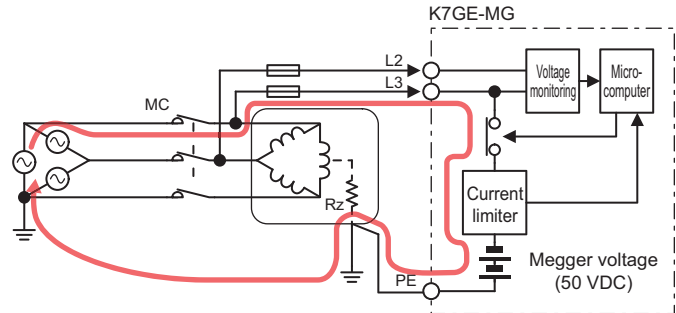 K7GE-MG
L2
L3
MC
Voltage
monitoring
Micro-
computer
Rz
Current
limiter
Megger voltage
(50 VDC)
PE